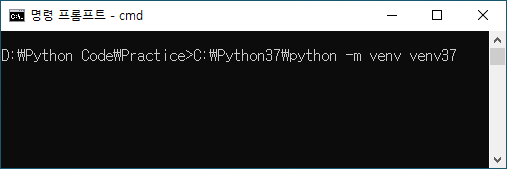 명령 프롬프트 - cmd
D:₩Python Code₩Practice>C:₩Python37₩python -m venv venv37